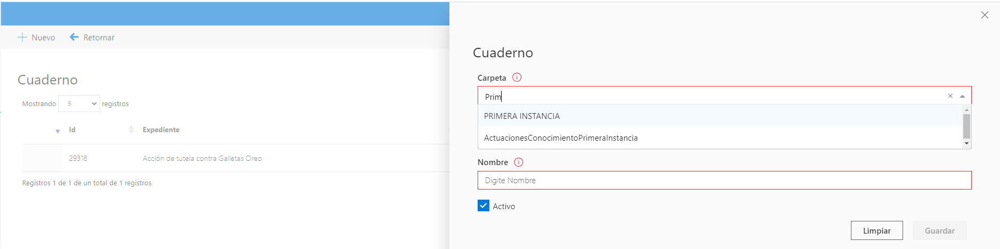 Nuevo Retornar
Cuaderno
Mostrando 5 registros
Id Expediente
29318 Acción de tutela contra Galletas Oreo
Registros 1 de 1 de un total de 1 registros
Cuaderno
Carpeta
Prim
PRIMERA INSTANCIA
ActuacionesConocimientoPrimeraInstancia
Nombre
Digite Nombre
Activo
Limpiar Guardar